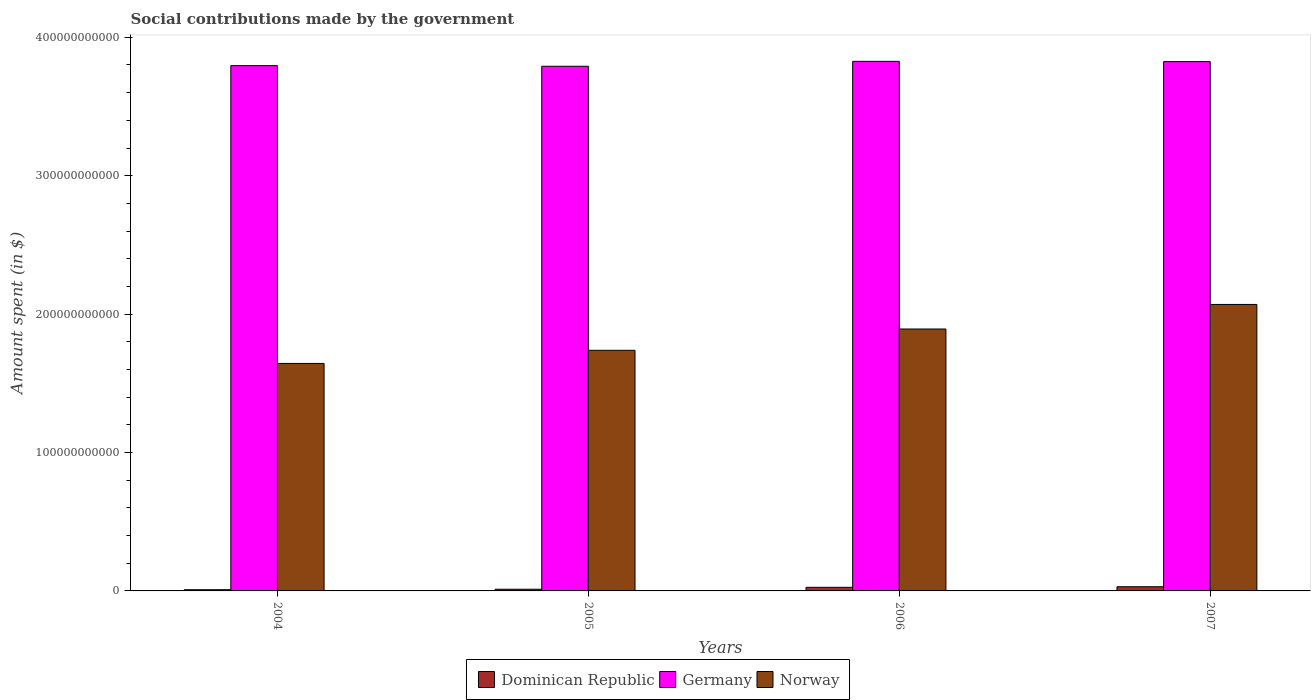 Social contributions made by the government
Amount spent (in $)
400000000000
300000000000
200000000000
100000000000
0
2004
2005
2006
2007
Years
Dominican Republic
Germany
Norway